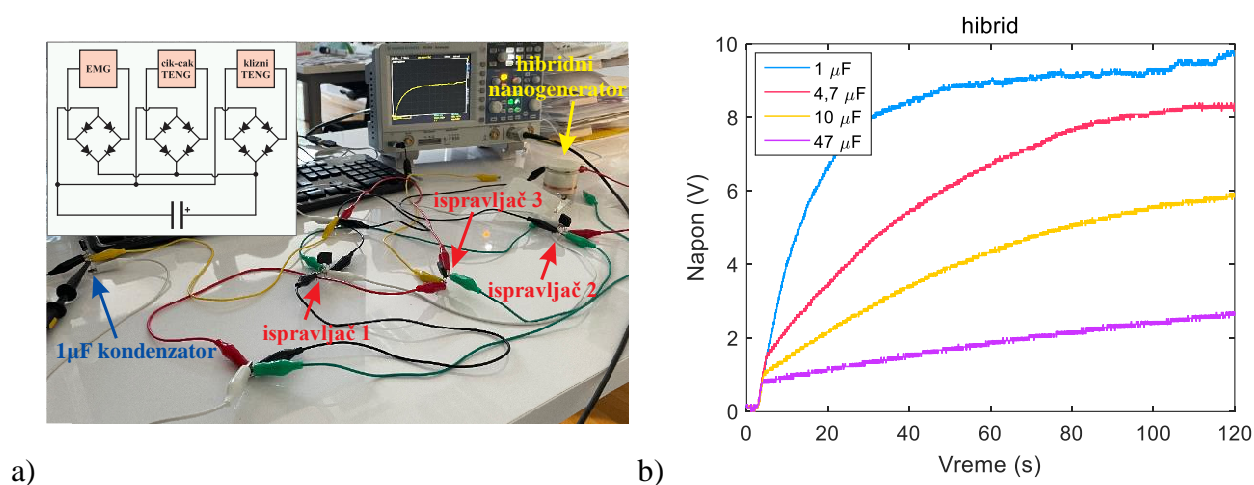 EMG
cik-cak
TENG
klizni
TENG
+
hibridni
nanogenerator
ispravljač 3
ispravljač 2
ispravljač 1
1μF kondenzator
a)
hibrid
10
8
6
4
2
0
1 μF
4,7 μF
10 μF
47 μF
Napon (V)
0 20 40 60 80 100 120
Vreme (s)
b)